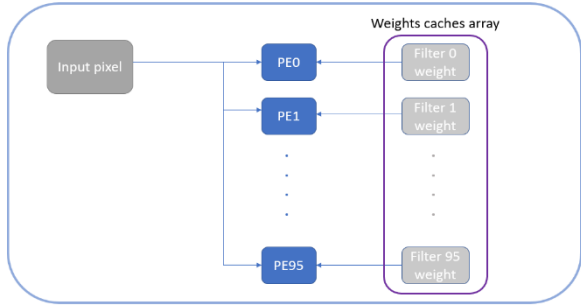 Weights caches array
Input pixel
PE0
Filter 0
weight
PE1
Filter 1
weight
PE95
Filter 95
weight